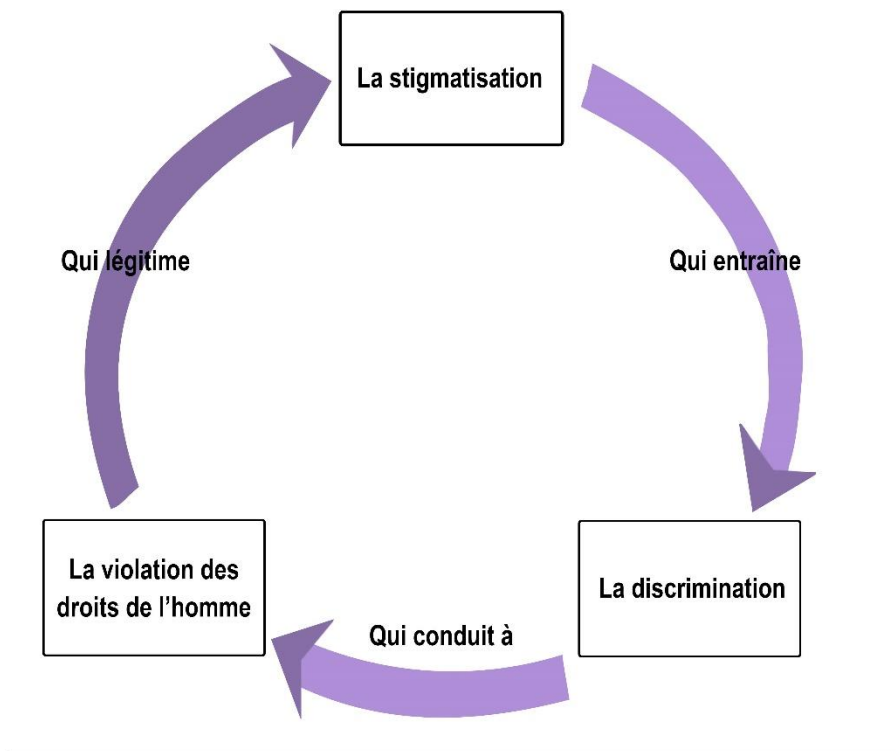 La stigmatisation
Qui légitime
Qui entraîne
La violation des
droits de l’homme
La discrimination
Qui conduit à